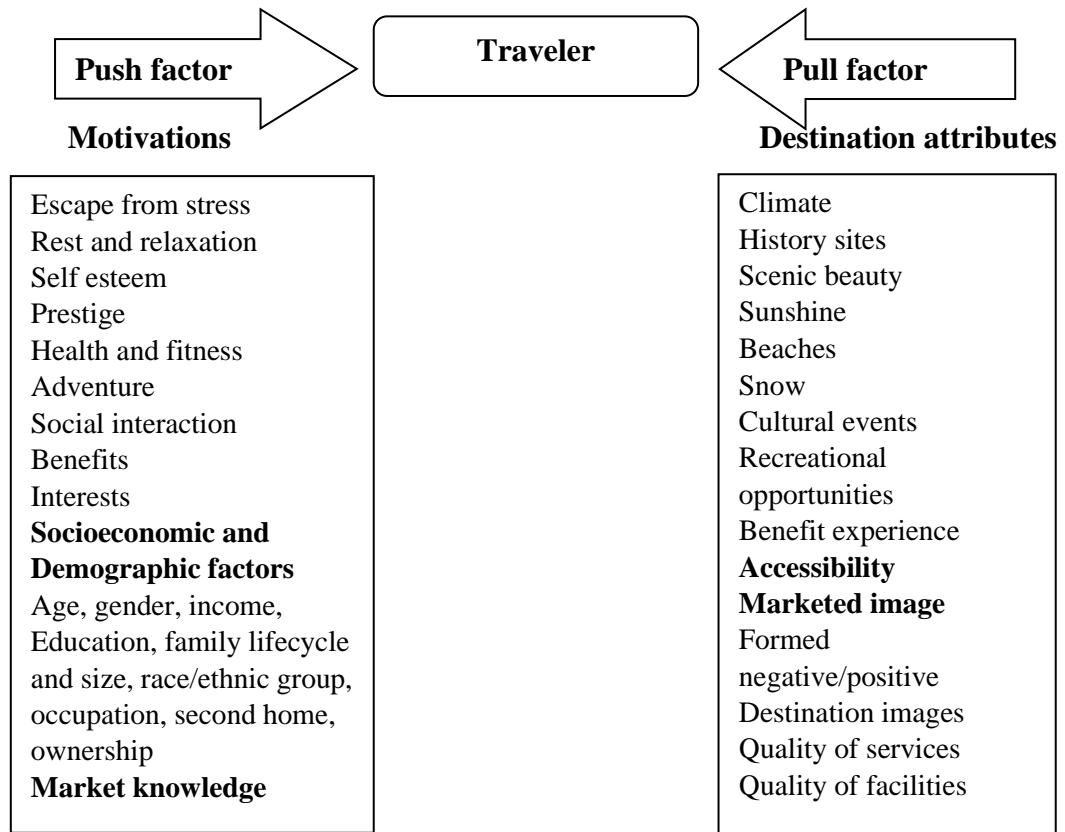 Push factor
Traveler
Pull factor
Motivations
Destination attributes
Escape from stress
Rest and relaxation
Self esteem
Prestige
Health and fitness
Adventure
Social interaction
Benefits
Interests
Socioeconomic and
Demographic factors
Age, gender, income,
Education, family lifecycle
and size, race/ethnic group,
occupation, second home,
ownership
Market knowledge
Climate
History sites
Scenic beauty
Sunshine
Beaches
Snow
Cultural events
Recreational
opportunities
Benefit experience
Accessibility
Marketed image
Formed
negative/positive
Destination images
Quality of services
Quality of facilities